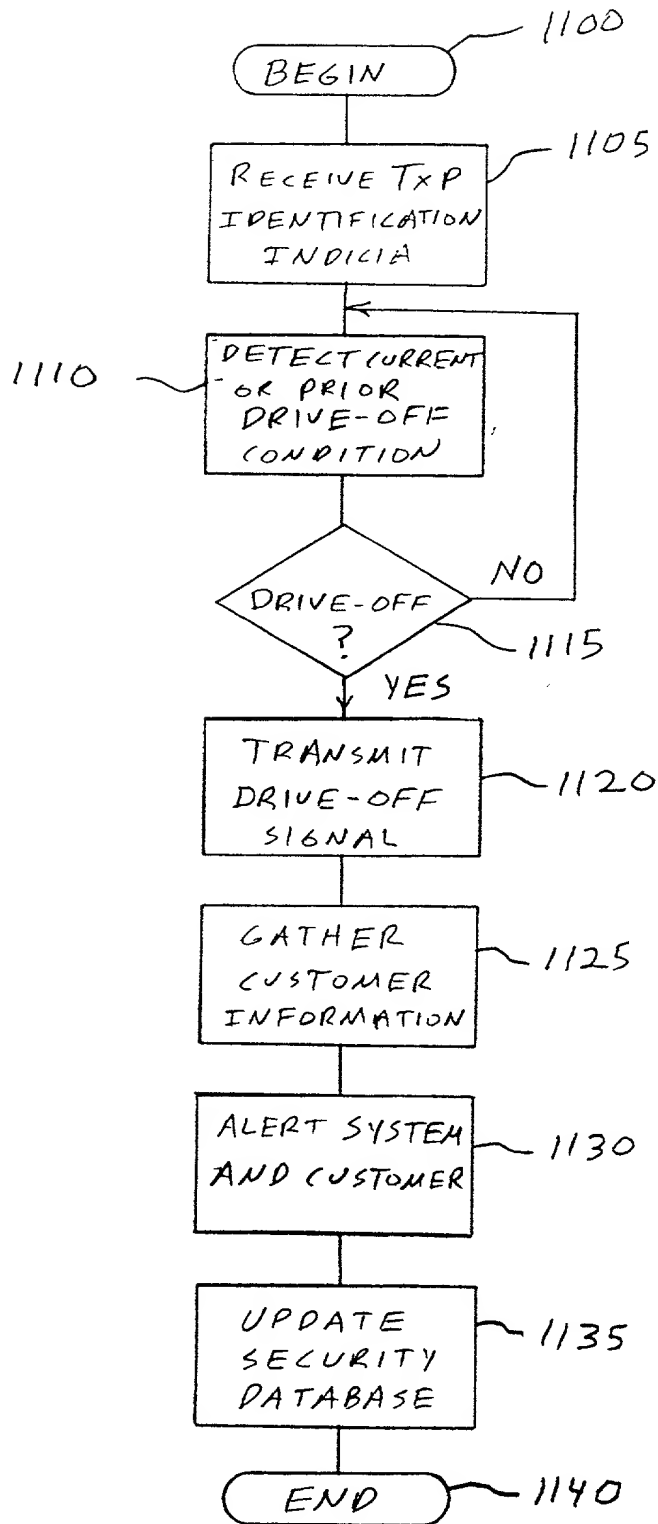 1100
BEGIN
1105
RECEIVE TxP
IDENTIFICATION
INDICIA
1110
DETECT CURRENT
OR PRIOR
DRIVE-OFF
CONDITION
NO
DRIVE-OFF
?
1115
YES
TRANSMIT
DRIVE-OFF
SIGNAL
1120
GATHER
CUSTOMER
INFORMATION
1125
ALERT SYSTEM
AND CUSTOMER
1130
UPDATE
SECURITY
DATABASE
1135
END
1140